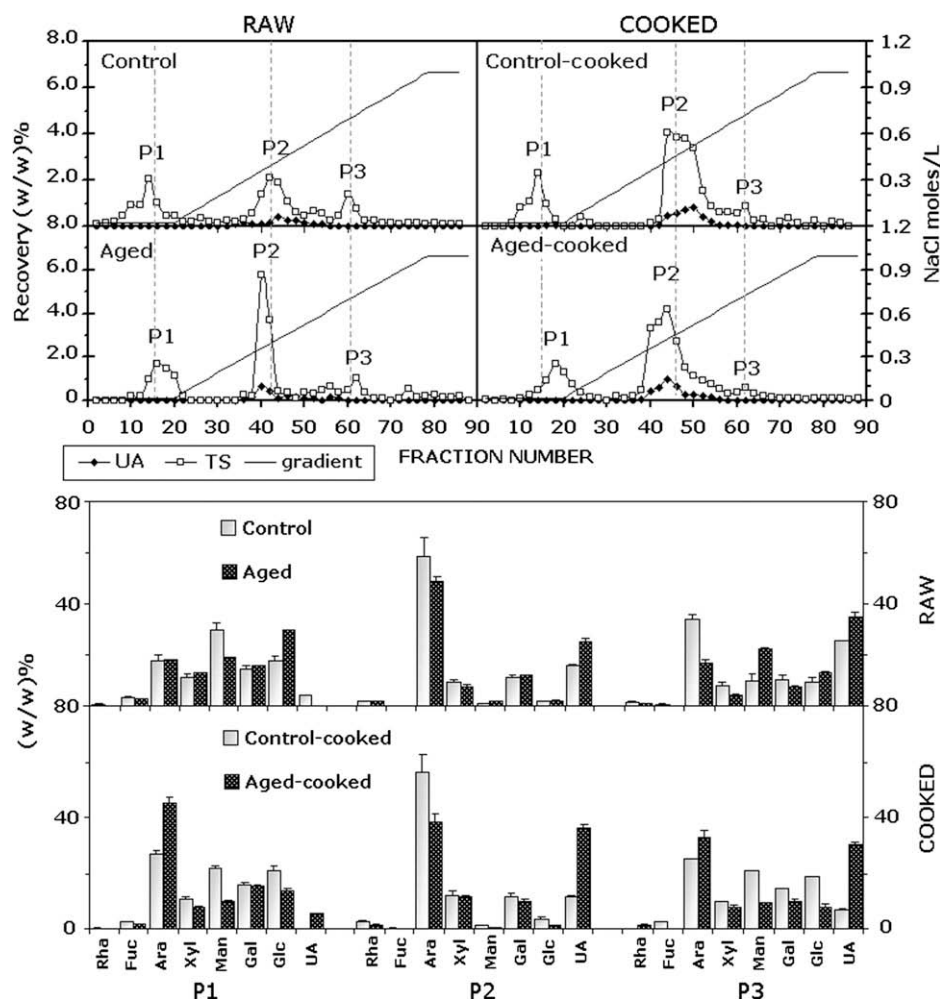 RAW COOKED
8.0 1.2
Control Control-cooked
6.0 0.9
P2
4.0 0.6
P1 P2 P3 P1 P3
2.0 0.3
8.0 1.2
Aged Aged-cooked
6.0 P2 P2 0.9
4.0 0.6
P1 P3 P1 P3
2.0 0.3
0 0
0 10 20 30 40 50 60 70 80 90 10 20 30 40 50 60 70 80 90
Recovery (w/w)%
NaCl moles/L
UA TS gradient
FRACTION NUMBER
80 80
Control
Aged
40 40
RAW
80 80
Control-cooked
Aged-cooked
40 40
COOKED
0 0
(w/w)%
Rha Fuc Ara Xyl Man Gal Glc UA Rha Fuc Ara Xyl Man Gal Glc UA Rha Fuc Ara Xyl Man Gal Glc UA
P1 P2 P3